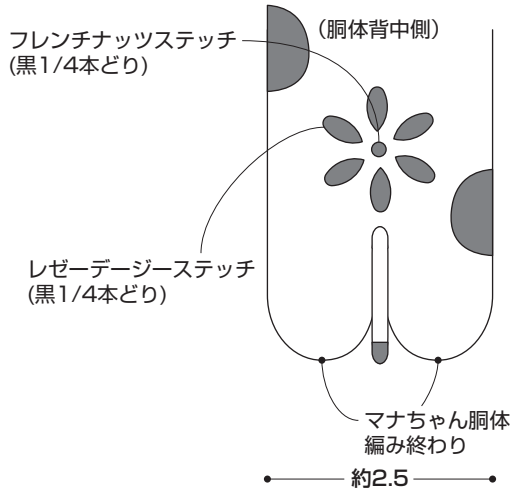 (胴体背中側)
フレンチナッツステッチ
(黒1/4本どり)
レゼーデージーステッチ
(黒1/4本どり)
マナちゃん胴体
編み終わり
約2.5